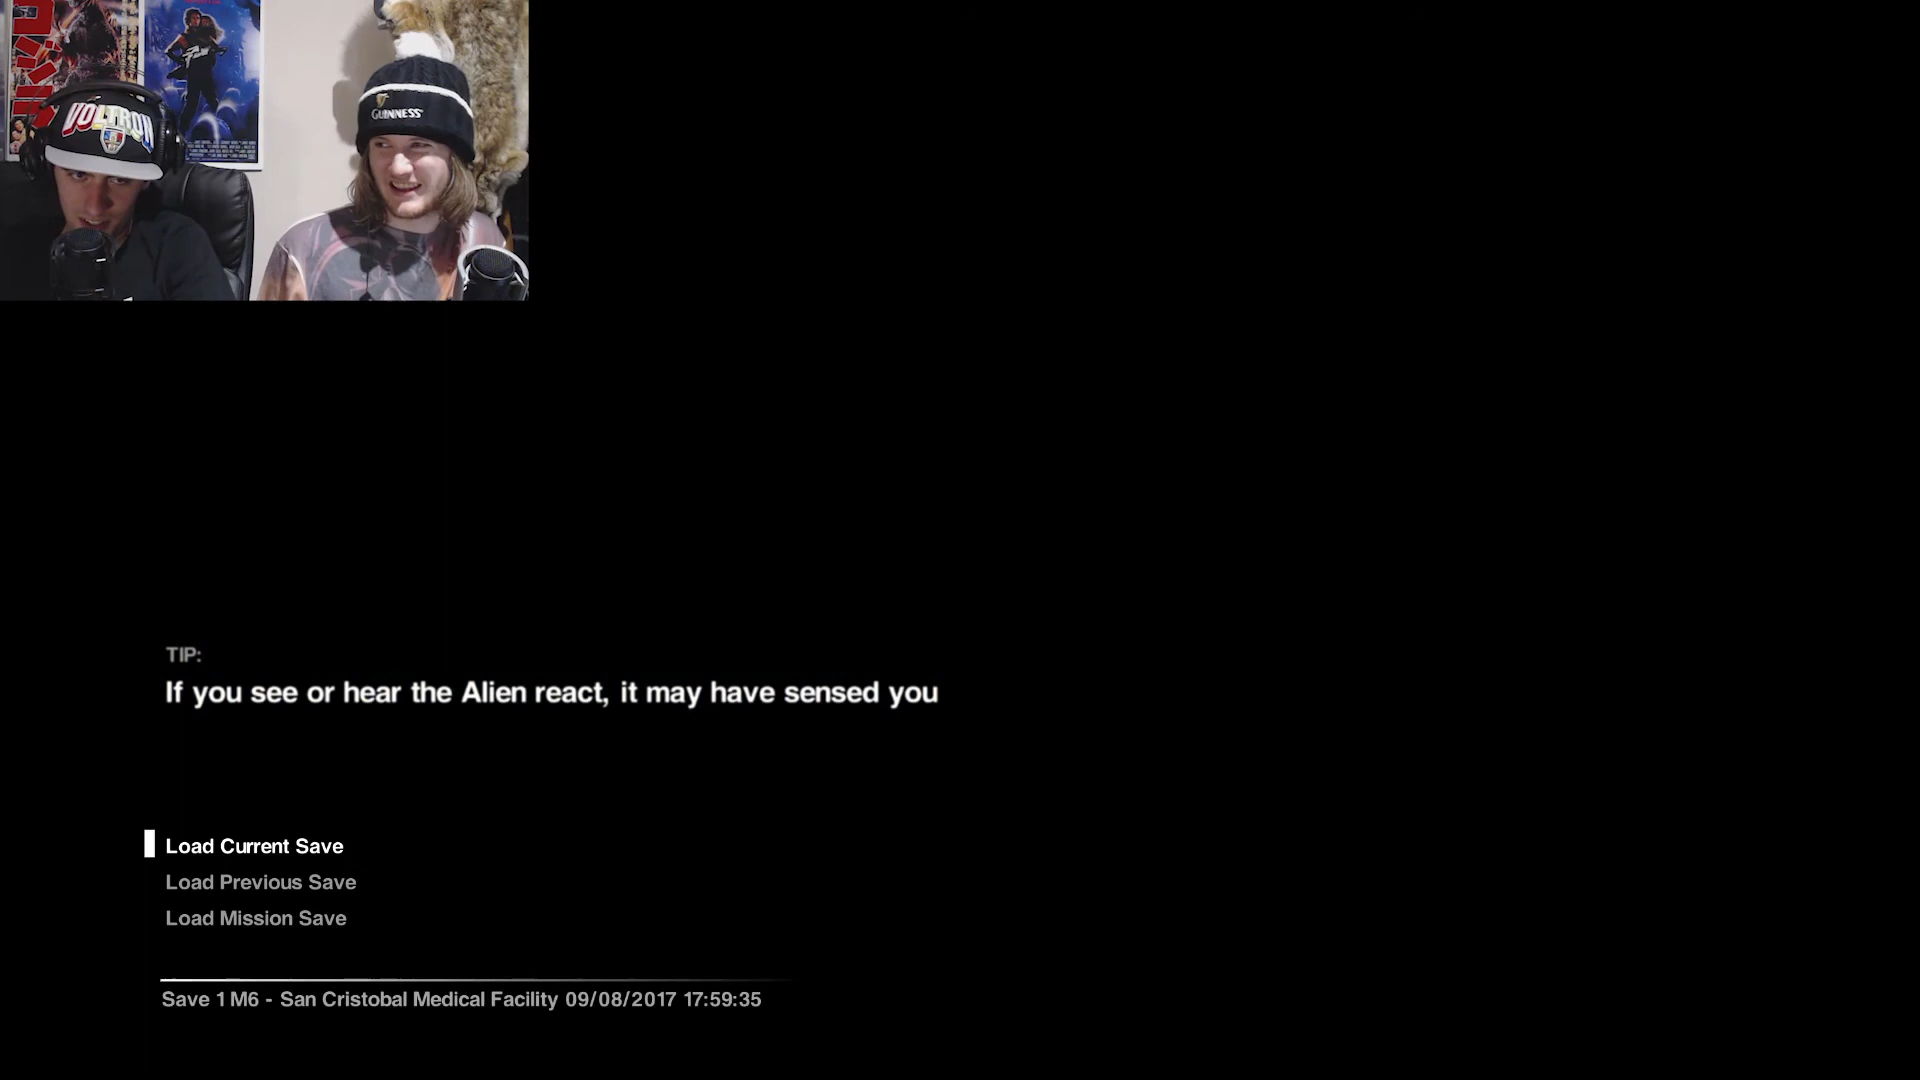 VOLTRON
GUINNESS
TIP:
If you see or hear the Alien react, it may have sensed you
Load Current Save
Load Previous Save
Load Mission Save
Save 1 M6 - San Cristobal Medical Facility 09/08/2017 17:59:35